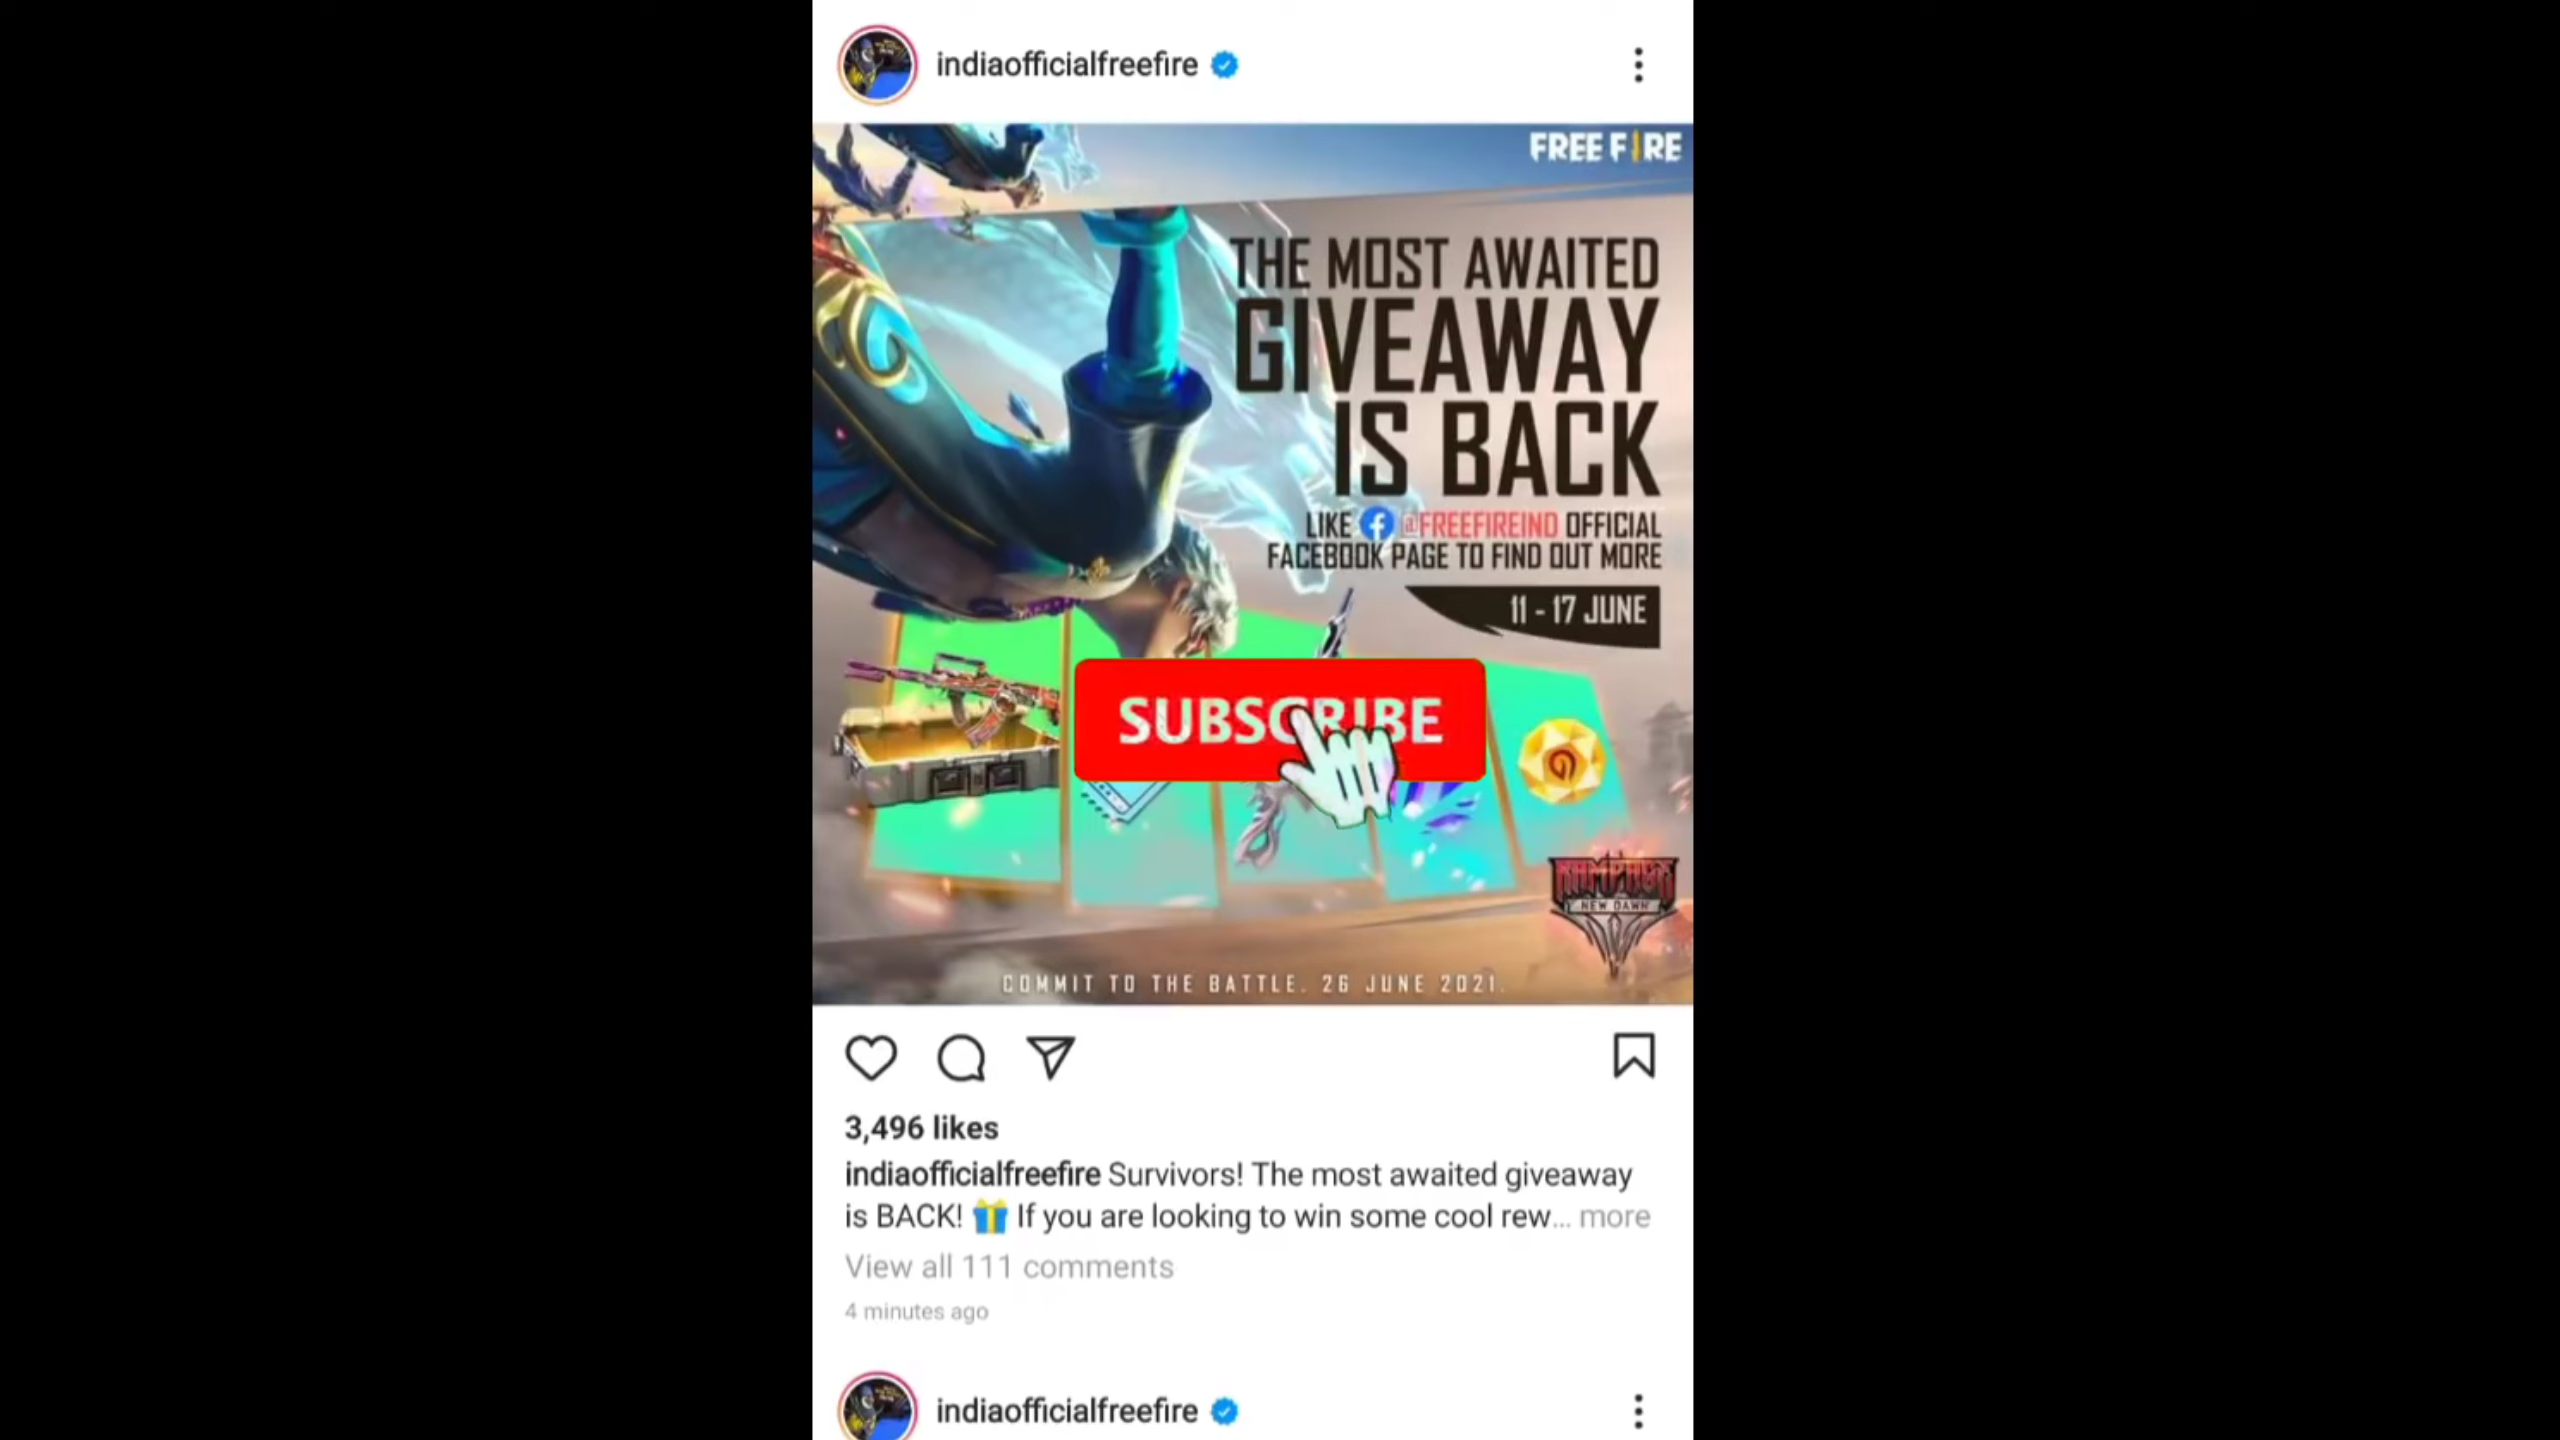 indiaofficialfreefire
FREE FIRE
THE MOST AWAITED
GIVEAWAY
IS BACK
LIKE @FREEFIREIND OFFICIAL
FACEBOOK PAGE TO FIND OUT MORE
11 - 17 JUNE
SUBSCRIBE
RAMPAGE
NEW DAWN
COMMIT TO THE BATTLE. 26 JUNE 2021.
3,496 likes
indiaofficialfreefire Survivors! The most awaited giveaway
is BACK! 🎁 If you are looking to win some cool rew... more
View all 111 comments
4 minutes ago
indiaofficialfreefire